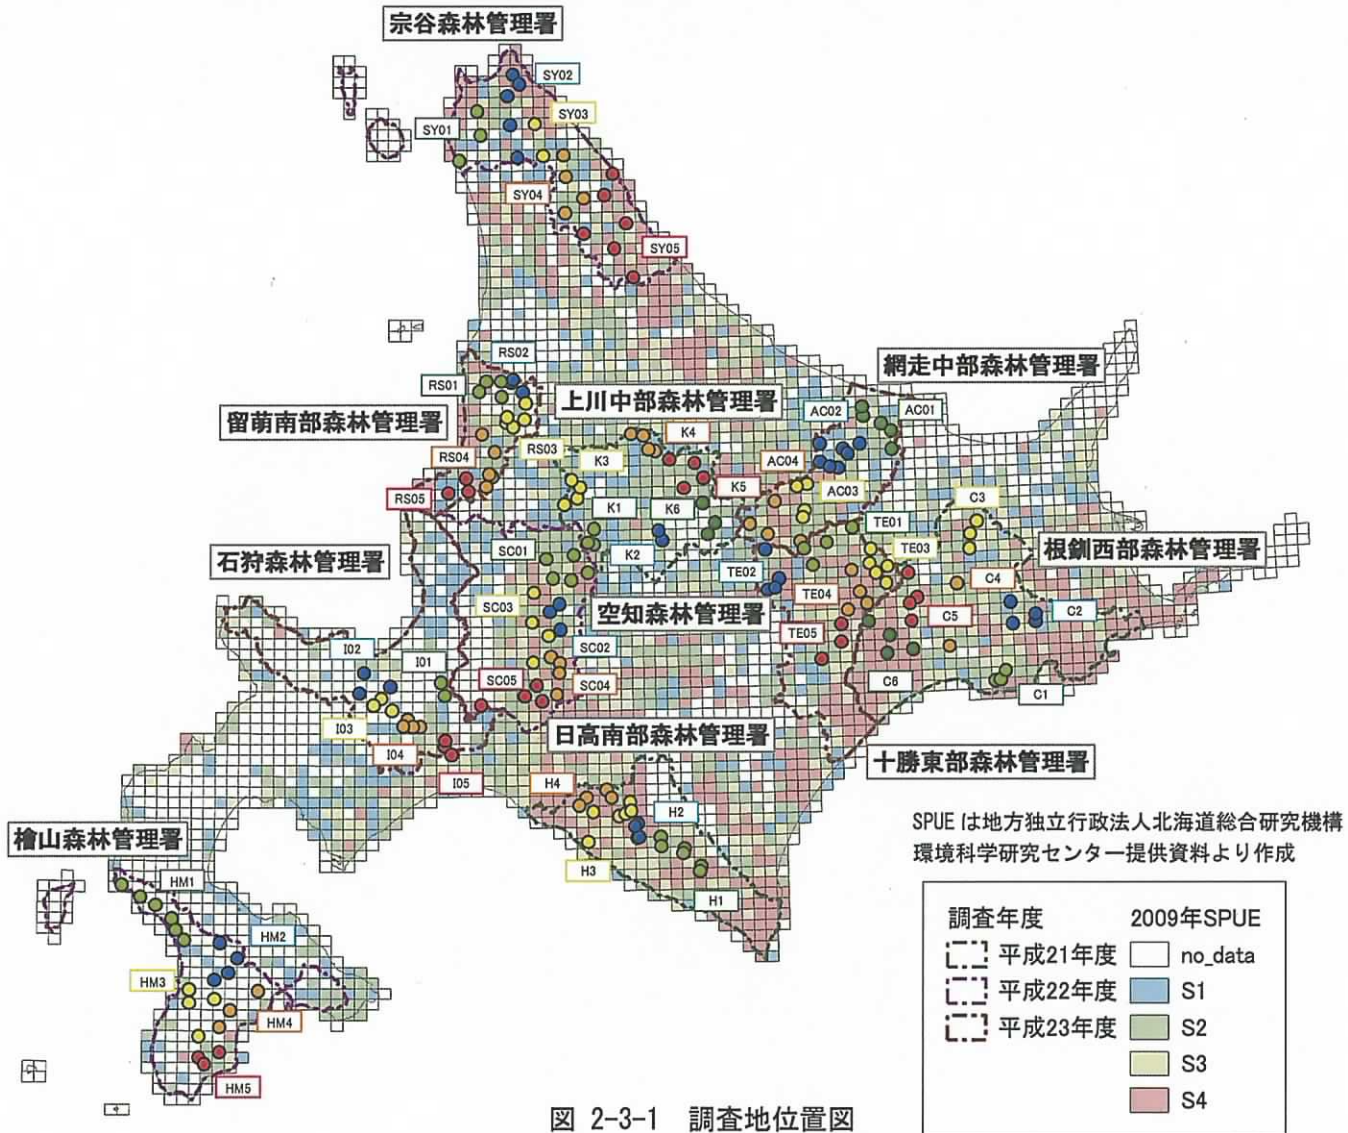 宗谷森林管理署
SY02
SY03
SY01
SY04
SY05
網走中部森林管理署
RS02
RS01
上川中部森林管理署
AC02
AC01
留萌南部森林管理署
K4
RS04
RS03
K3
AC04
K5
AC03
C3
RS05
K1
K6
TE01
根釧西部森林管理署
石狩森林管理署
SC01
K2
TE03
TE02
C4
SC03
空知森林管理署
TE04
C5
C2
I02
I01
TE05
SC02
SC05
SC04
C6
C1
I03
I04
日高南部森林管理署
十勝東部森林管理署
I05
H4
H2
H3
H1
檜山森林管理署
HM1
HM2
HM3
HM4
HM5
SPUE は地方独立行政法人北海道総合研究機構
環境科学研究センター提供資料より作成
調査年度 2009年SPUE
平成21年度 no_data
平成22年度 S1
平成23年度 S2
S3
S4
図 2-3-1 調査地位置図